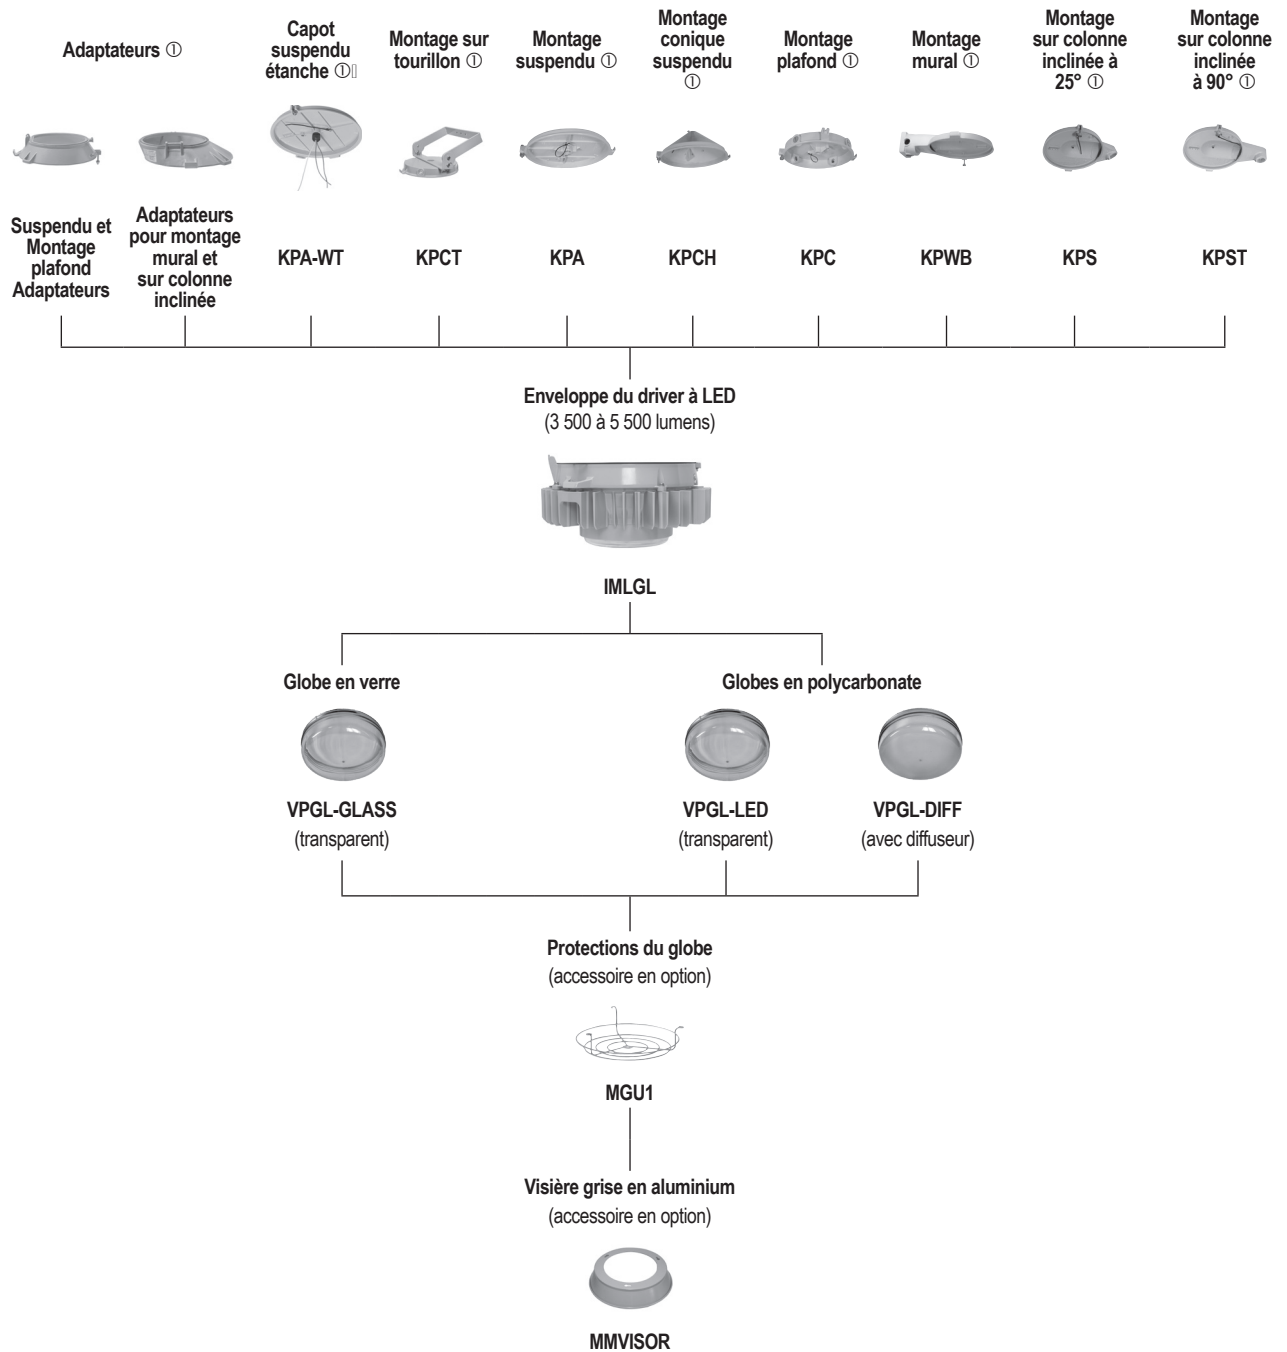 Adaptateurs ①
Capot
suspendu
étanche ①
Montage sur
tourillon ①
Montage
suspendu ①
Montage
conique
suspendu
①
Montage
plafond ①
Montage
mural ①
Montage
sur colonne
inclinée à
25° ①
Montage
sur colonne
inclinée
à 90° ①
Suspendu et
Montage
plafond
Adaptateurs
Adaptateurs
pour montage
mural et
sur colonne
inclinée
KPA-WT
KPCT
KPA
KPCH
KPC
KPWB
KPS
KPST
Enveloppe du driver à LED
(3 500 à 5 500 lumens)
IMLGL
Globe en verre
Globes en polycarbonate
VPGL-GLASS
(transparent)
VPGL-LED
(transparent)
VPGL-DIFF
(avec diffuseur)
Protections du globe
(accessoire en option)
MGU1
Visière grise en aluminium
(accessoire en option)
MMVISOR